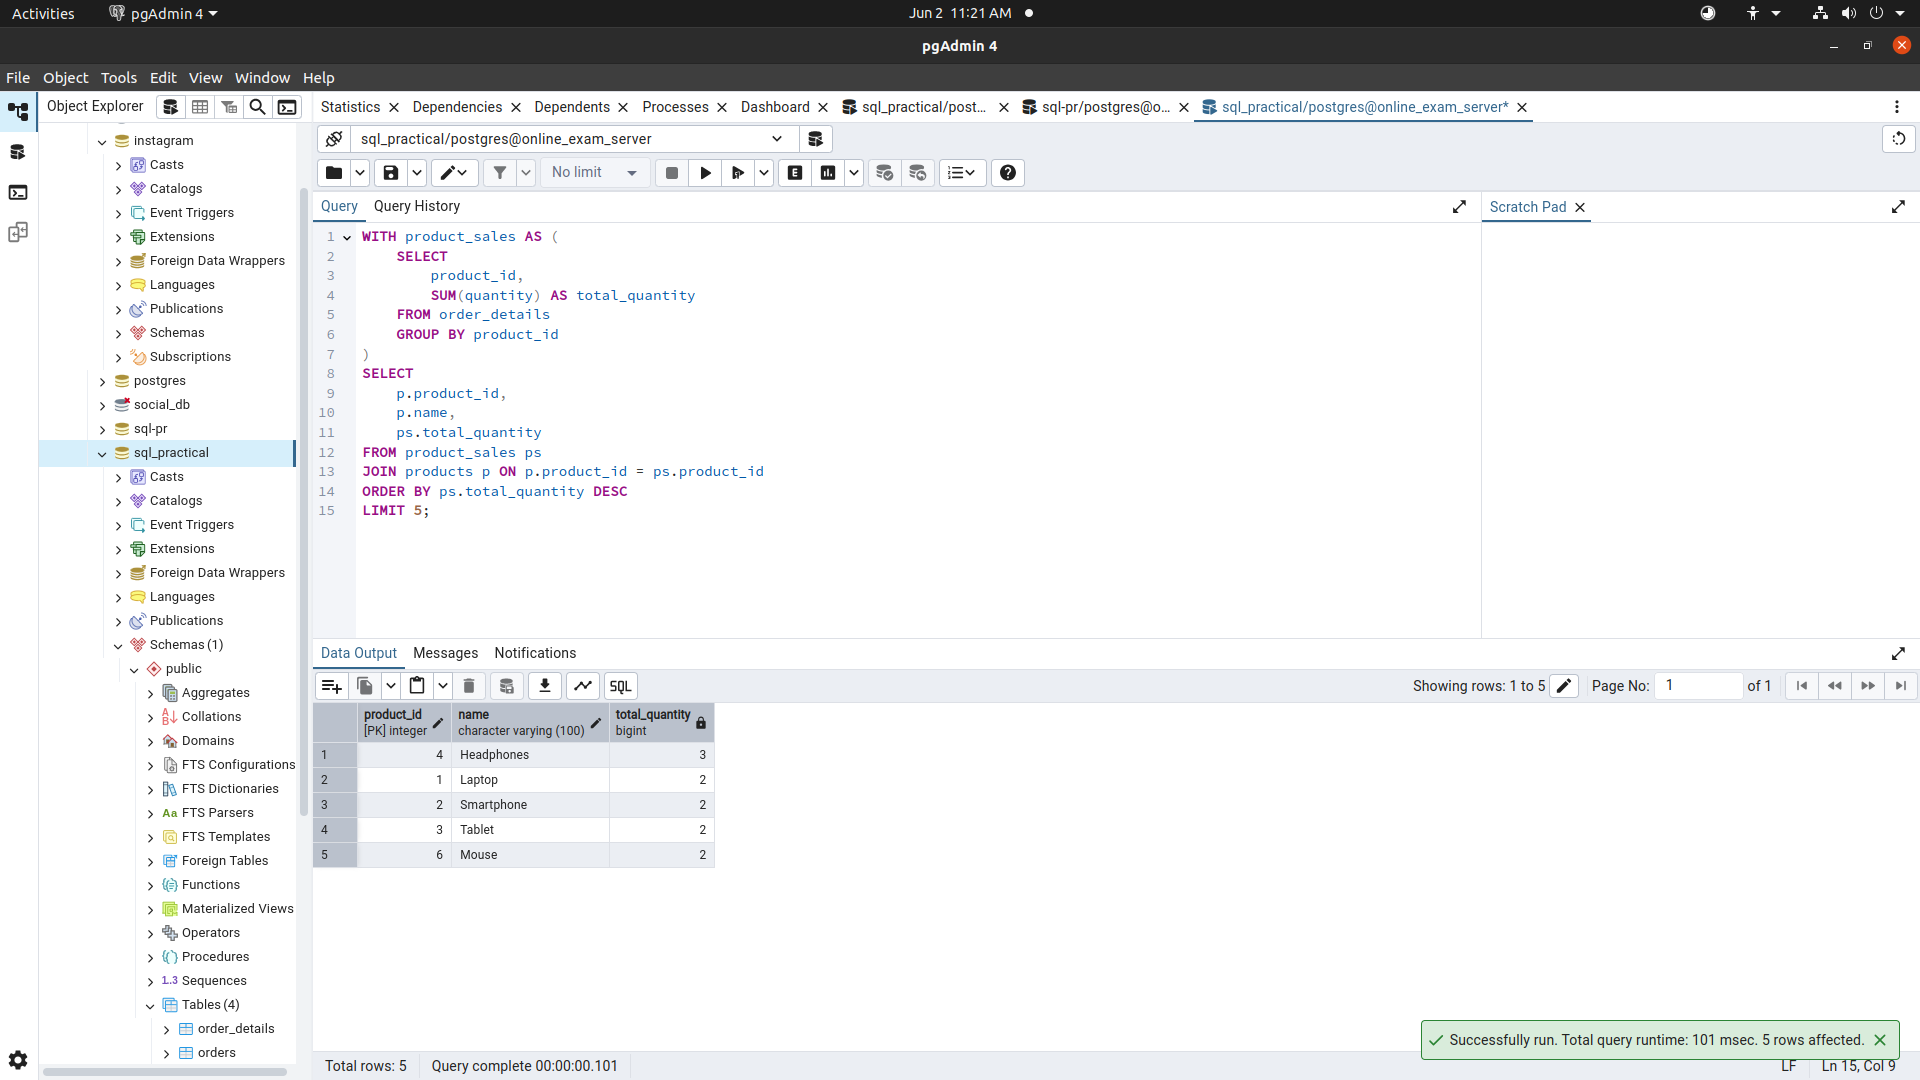 Activities
pgAdmin 4
Jun 2 11:21 AM
pgAdmin 4
File Object Tools Edit View Window Help
Object Explorer
Statistics
Dependencies
Dependents
Processes
Dashboard
sql_practical/post...
sql-pr/postgres@o...
sql_practical/postgres@online_exam_server*
instagram
Casts
Catalogs
Event Triggers
Extensions
Foreign Data Wrappers
Languages
Publications
Schemas
Subscriptions
postgres
social_db
sql-pr
sql_practical
Casts
Catalogs
Event Triggers
Extensions
Foreign Data Wrappers
Languages
Publications
Schemas (1)
public
Aggregates
Collations
Domains
FTS Configurations
FTS Dictionaries
Aa FTS Parsers
FTS Templates
Foreign Tables
Functions
Materialized Views
Operators
Procedures
1..3 Sequences
Tables (4)
order_details
orders
sql_practical/postgres@online_exam_server
No limit
E
Query
Query History
Scratch Pad
1 WITH product_sales AS (
2 SELECT
3 product_id,
4 SUM(quantity) AS total_quantity
5 FROM order_details
6 GROUP BY product_id
7 )
8 SELECT
9 p.product_id,
10 p.name,
11 ps.total_quantity
12 FROM product_sales ps
13 JOIN products p ON p.product_id = ps.product_id
14 ORDER BY ps.total_quantity DESC
15 LIMIT 5;
Data Output
Messages
Notifications
SQL
Showing rows: 1 to 5
Page No: 1 of 1
product_id [PK] integer
name character varying (100)
total_quantity bigint
1 4 Headphones 3
2 1 Laptop 2
3 2 Smartphone 2
4 3 Tablet 2
5 6 Mouse 2
Successfully run. Total query runtime: 101 msec. 5 rows affected.
Total rows: 5
Query complete 00:00:00.101
LF
Ln 15, Col 9